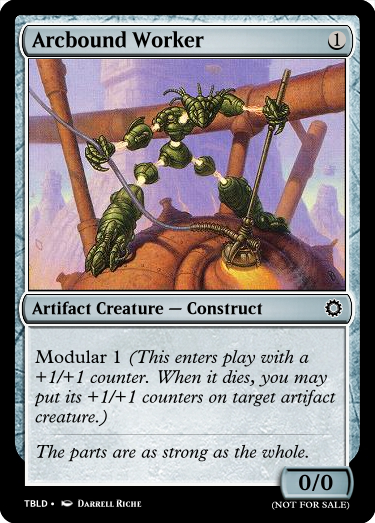 Arcbound Worker 1
Artifact Creature — Construct
Modular 1 (This enters play with a
+1/+1 counter. When it dies, you may
put its +1/+1 counters on target artifact
creature.)
The parts are as strong as the whole.
0/0
TBLD • Darrell Riche (NOT FOR SALE)